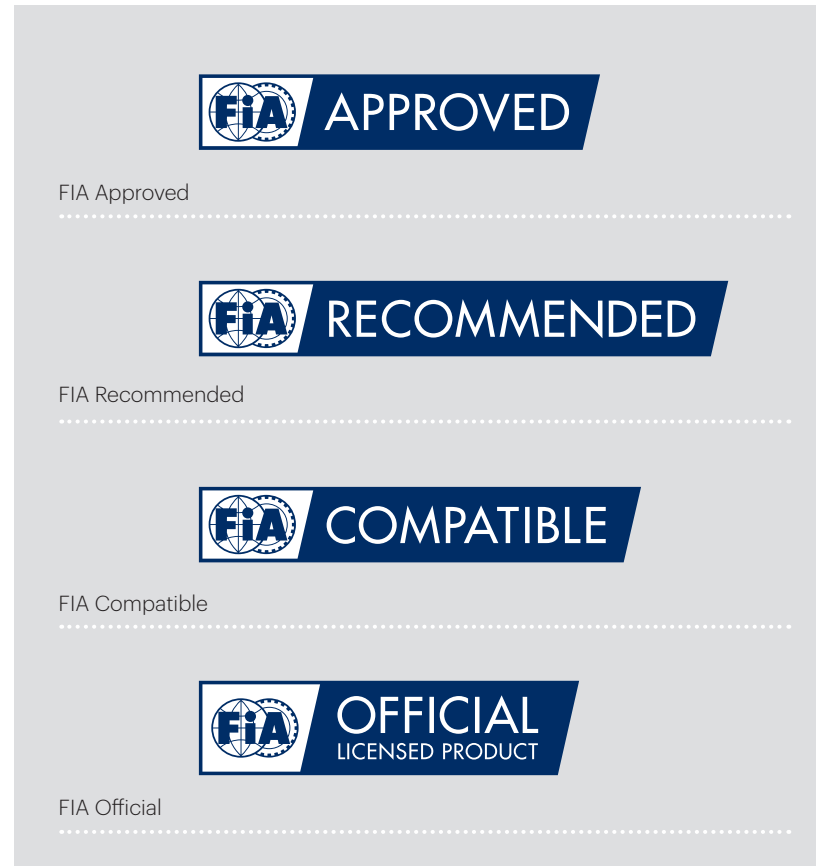 FiA APPROVED
FIA Approved
FiA RECOMMENDED
FIA Recommended
FiA COMPATIBLE
FIA Compatible
FiA OFFICIAL
LICENSED PRODUCT
FIA Official